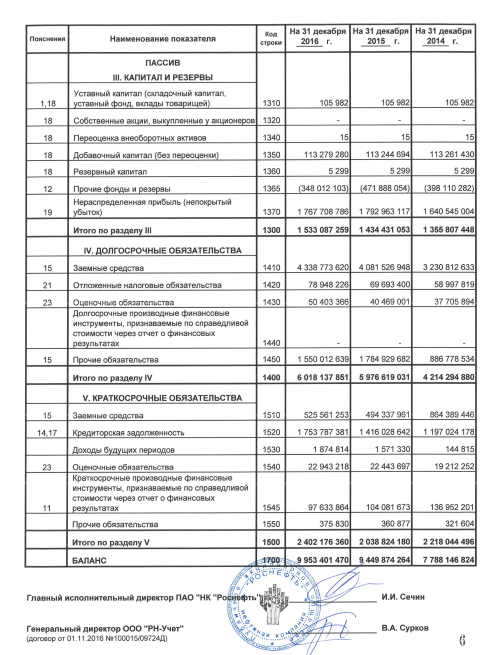 Пояснения Наименование показателя Код строки На 31 декабря 2016 г. На 31 декабря 2015 г. На 31 декабря 2014 г.
ПАССИВ
III. КАПИТАЛ И РЕЗЕРВЫ
1,18 Уставный капитал (складочный капитал,
уставный фонд, вклады товарищей) 1310 105 982 105 982 105 982
18 Собственные акции, выкупленные у акционеров 1320 - - -
18 Переоценка внеоборотных активов 1340 15 15 15
18 Добавочный капитал (без переоценки) 1350 113 279 280 113 244 694 113 261 430
18 Резервный капитал 1360 5 299 5 299 5 299
12 Прочие фонды и резервы 1365 (348 012 103) (471 888 054) (398 110 282)
19 Нераспределенная прибыль (непокрытый
убыток) 1370 1 767 708 786 1 792 963 117 1 640 545 004
Итого по разделу III 1300 1 533 087 259 1 434 431 053 1 355 807 448
IV. ДОЛГОСРОЧНЫЕ ОБЯЗАТЕЛЬСТВА
15 Заемные средства 1410 4 338 773 620 4 081 526 948 3 230 812 633
21 Отложенные налоговые обязательства 1420 78 948 226 69 693 400 58 997 819
23 Оценочные обязательства 1430 50 403 366 40 469 001 37 705 894
Долгосрочные производные финансовые
инструменты, признаваемые по справедливой
стоимости через отчет о финансовых
результатах 1440 - - -
15 Прочие обязательства 1450 1 550 012 639 1 784 929 682 886 778 534
Итого по разделу IV 1400 6 018 137 851 5 976 619 031 4 214 294 880
V. КРАТКОСРОЧНЫЕ ОБЯЗАТЕЛЬСТВА
15 Заемные средства 1510 525 561 253 494 337 961 864 389 446
14,17 Кредиторская задолженность 1520 1 753 787 381 1 416 028 642 1 197 024 178
Доходы будущих периодов 1530 1 874 814 1 571 330 144 815
23 Оценочные обязательства 1540 22 943 218 22 443 697 19 212 252
11 Краткосрочные производные финансовые
инструменты, признаваемые по справедливой
стоимости через отчет о финансовых
результатах 1545 97 633 864 104 081 673 136 952 201
Прочие обязательства 1550 375 830 360 877 321 604
Итого по разделу V 1500 2 402 176 360 2 038 824 180 2 218 044 496
БАЛАНС 1700 9 953 401 470 9 449 874 264 7 788 146 824
"РОСНЕФТЬ"
нефтяная компания
Главный исполнительный директор ПАО "НК "Роснефть" И.И. Сечин
Генеральный директор ООО "РН-Учет" В.А. Сурков
(договор от 01.11.2016 №100015/09724Д)
6